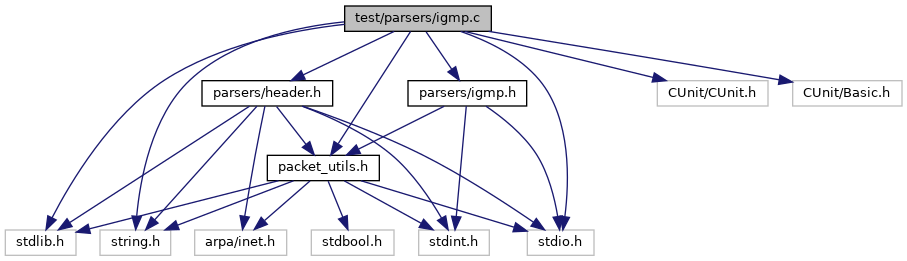 test/parsers/igmp.c
parsers/header.h
parsers/igmp.h
CUnit/CUnit.h
CUnit/Basic.h
packet_utils.h
stdlib.h
string.h
arpa/inet.h
stdbool.h
stdint.h
stdio.h